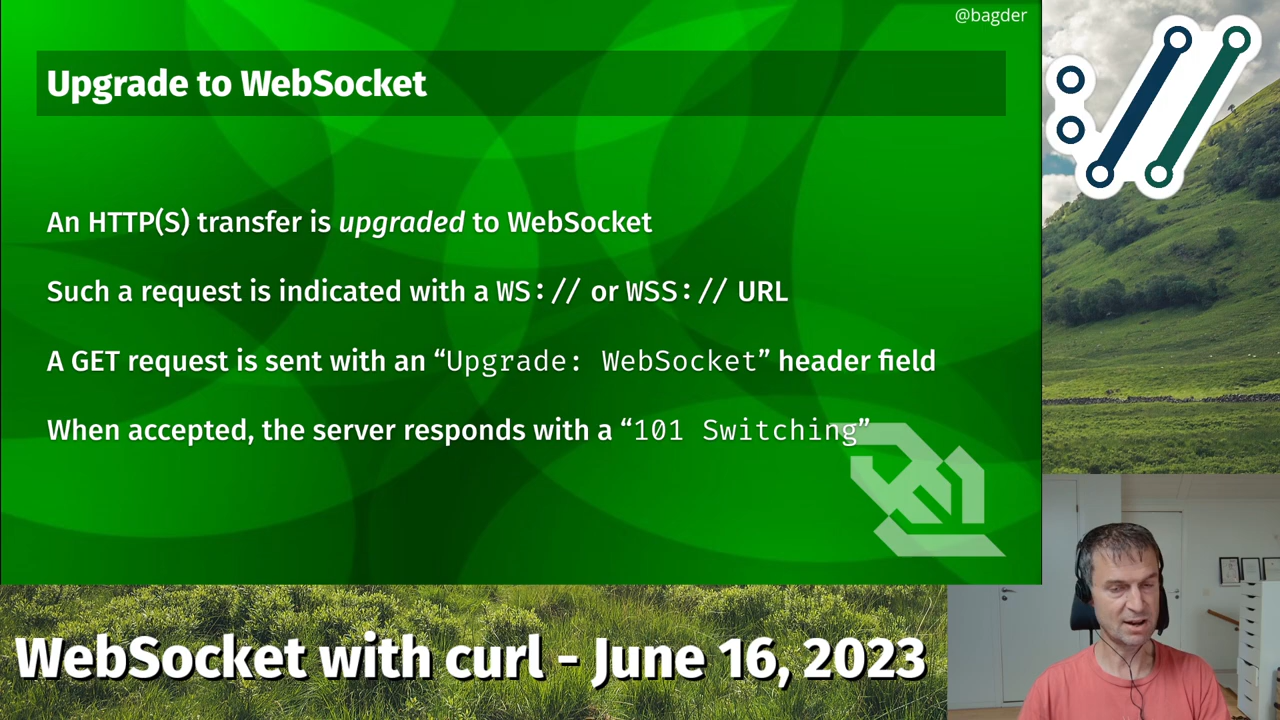 @bagder
Upgrade to WebSocket
An HTTP(S) transfer is upgraded to WebSocket
Such a request is indicated with a WS:// or WSS:// URL
A GET request is sent with an “Upgrade: WebSocket” header field
When accepted, the server responds with a “101 Switching”
WebSocket with curl - June 16, 2023